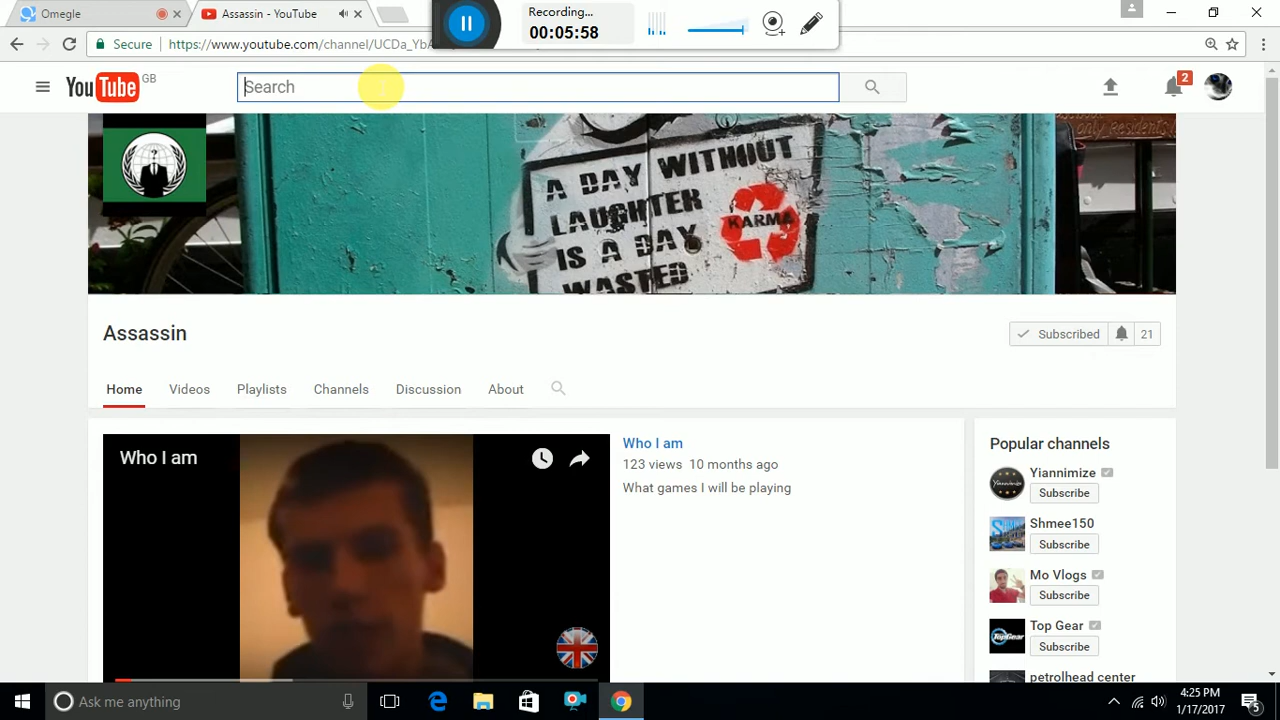 Omegle
Assassin - YouTube
Recording...
00:05:58
Secure
https://www.youtube.com/channel/UCDa_Yb
YouTube
GB
Search
2
A DAY WITHOUT
LAUGHTER
IS A DAY
WASTED
KARMA
only Residents
Assassin
Subscribed
21
Home
Videos
Playlists
Channels
Discussion
About
Who I am
Who I am
123 views 10 months ago
What games I will be playing
Popular channels
Yiannimize
Subscribe
Shmee150
Subscribe
Mo Vlogs
Subscribe
Top Gear
Subscribe
petrolhead center
Ask me anything
4:25 PM
1/17/2017
5